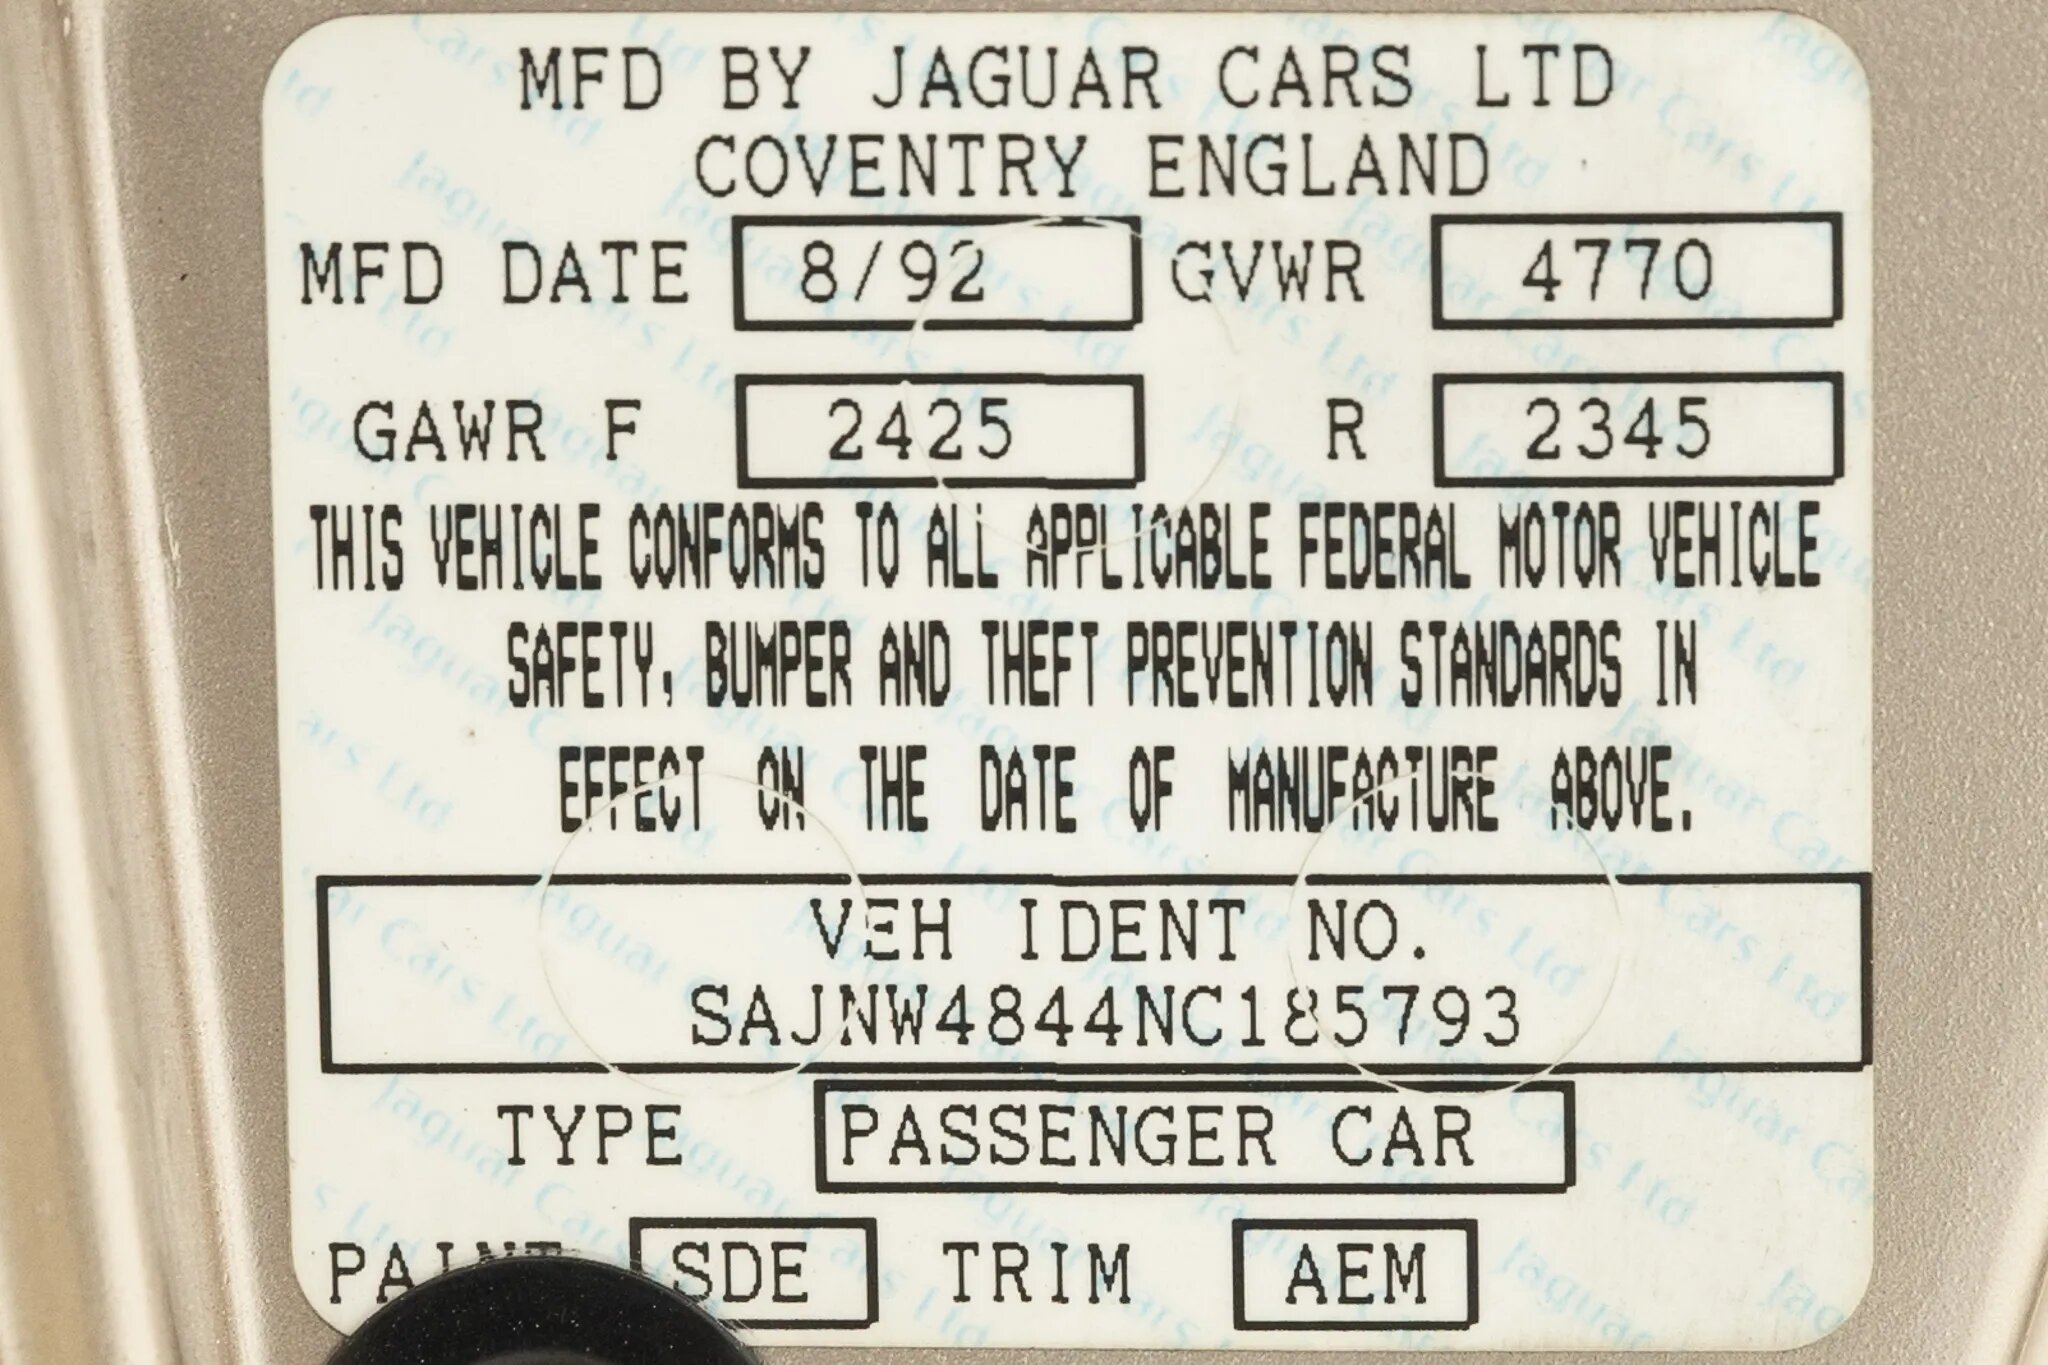 MFD BY JAGUAR CARS LTD
COVENTRY ENGLAND
MFD DATE 8/92 GVWR 4770
GAWR F 2425 R 2345
THIS VEHICLE CONFORMS TO ALL APPLICABLE FEDERAL MOTOR VEHICLE
SAFETY, BUMPER AND THEFT PREVENTION STANDARDS IN
EFFECT ON THE DATE OF MANUFACTURE ABOVE.
VEH IDENT NO.
SAJNW4844NC185793
TYPE PASSENGER CAR
PAINT SDE TRIM AEM